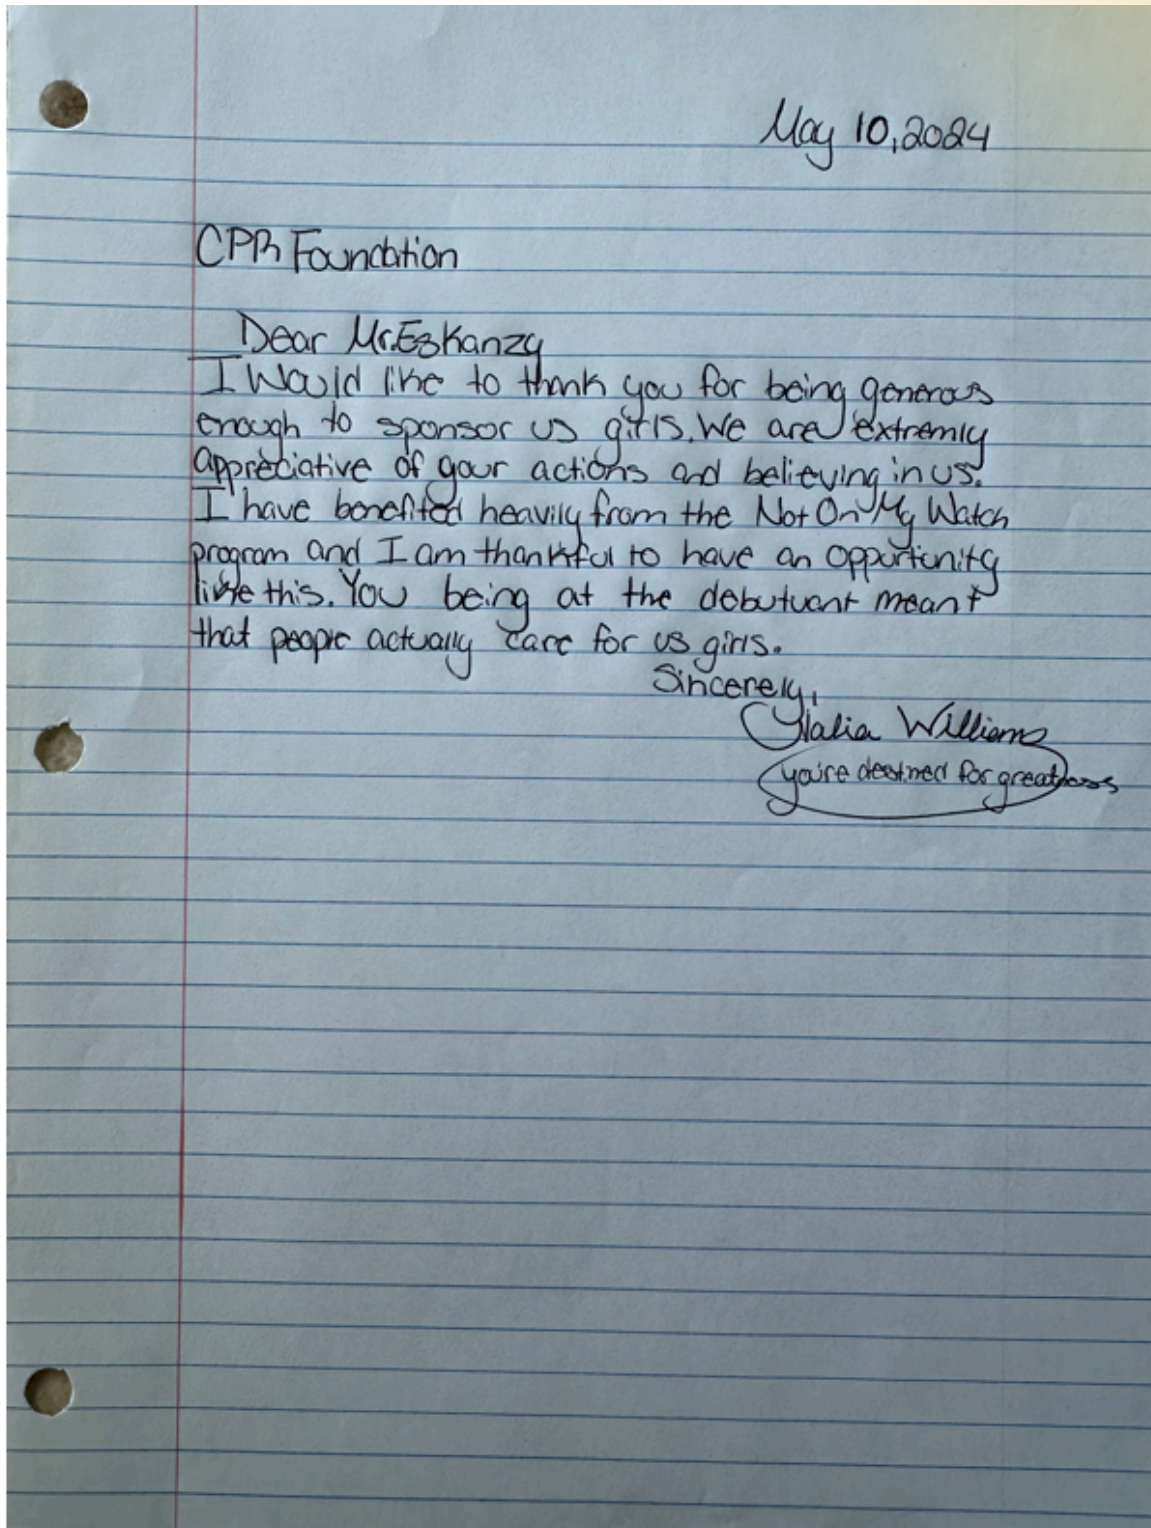 May 10, 2024
CPR Foundation
Dear Mr. Eskanzy
I Would like to thank you for being generous
enough to sponsor us girls. We are extremly
appreciative of your actions and believing in us.
I have benefited heavily from the Not On My Watch
program and I am thankful to have an opportunity
like this. You being at the debutuant meant
that people actually care for us girls.
Sincerely,
Williams
you're destined for greatness